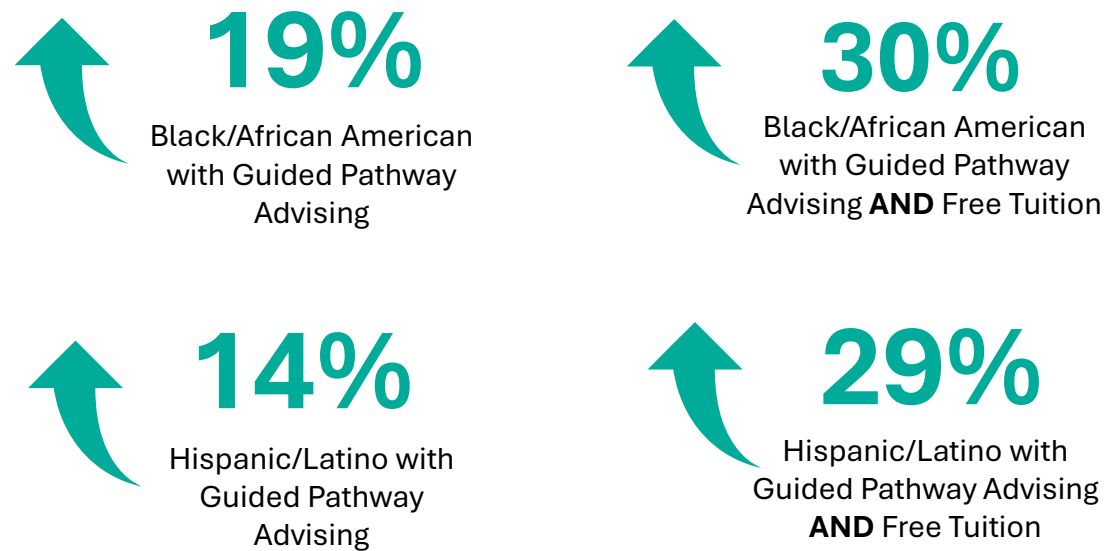 19%
Black/African American
with Guided Pathway
Advising
30%
Black/African American
with Guided Pathway
Advising AND Free Tuition
14%
Hispanic/Latino with
Guided Pathway
Advising
29%
Hispanic/Latino with
Guided Pathway Advising
AND Free Tuition